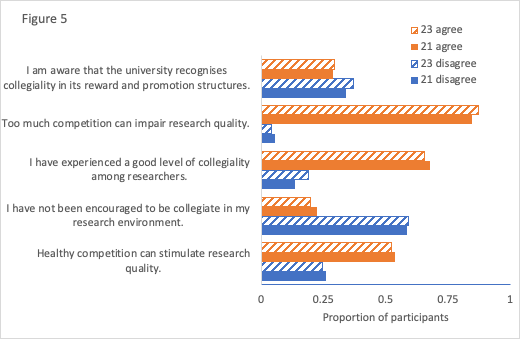 Figure 5
23 agree
21 agree
23 disagree
21 disagree
I am aware that the university recognises
collegiality in its reward and promotion structures.
Too much competition can impair research quality.
I have experienced a good level of collegiality
among researchers.
I have not been encouraged to be collegiate in my
research environment.
Healthy competition can stimulate research
quality.
0 0.25 0.5 0.75 1
Proportion of participants